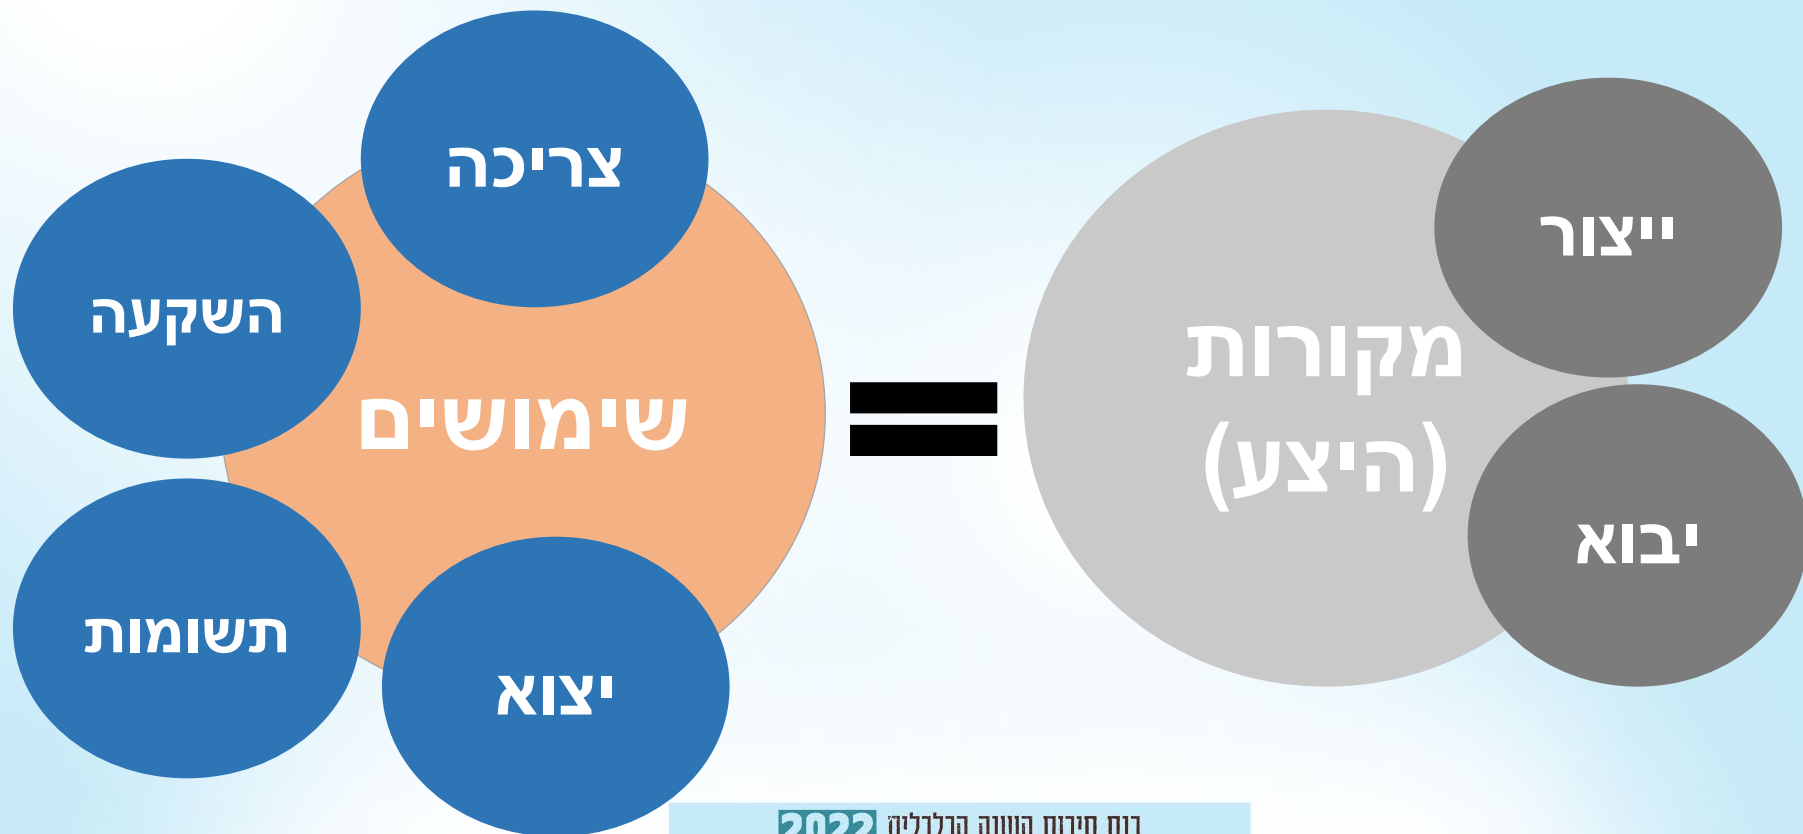 מקורות
(היצע)
ייצור
יבוא
שימושים
צריכה
השקעה
תשומות
יצוא
2022